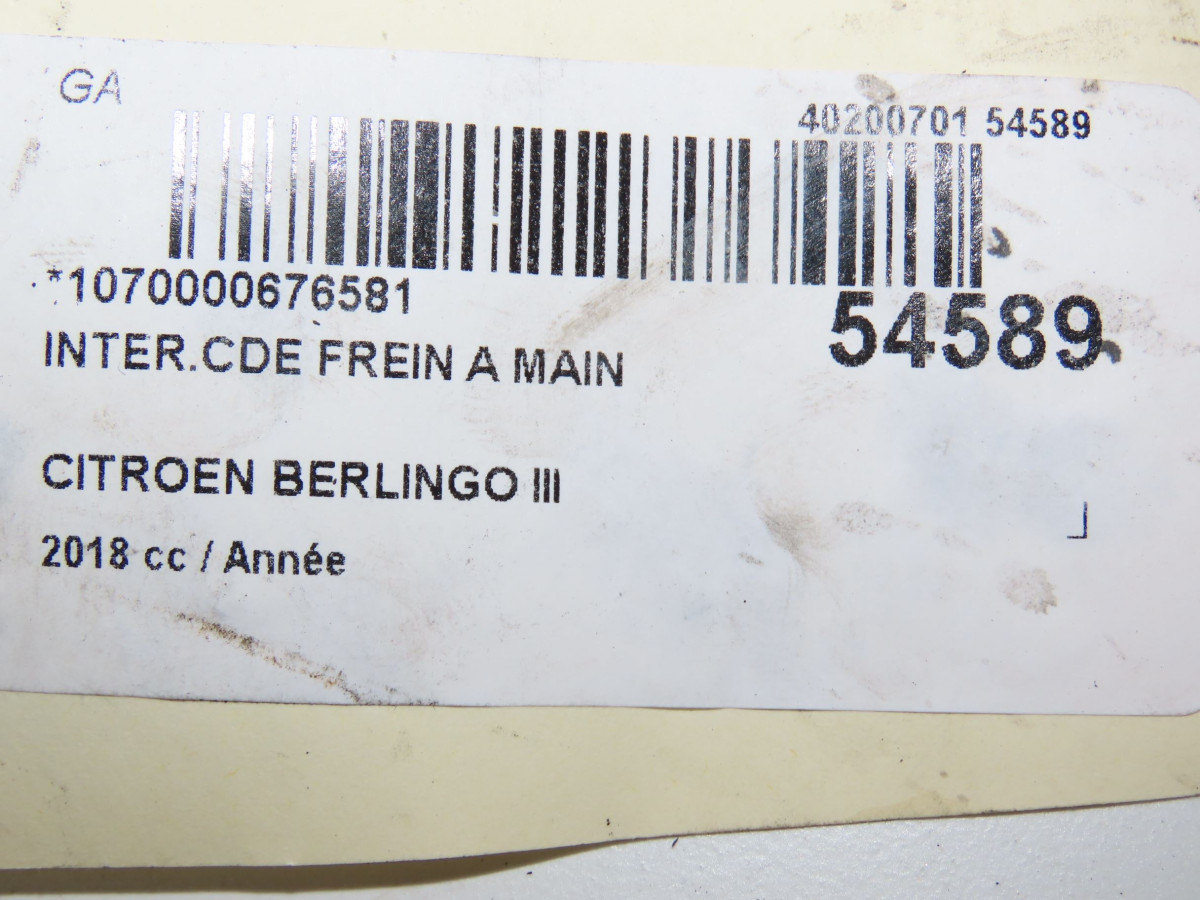 GA
40200701 54589
*1070000676581
54589
INTER.CDE FREIN A MAIN
CITROEN BERLINGO III
2018 cc / Année